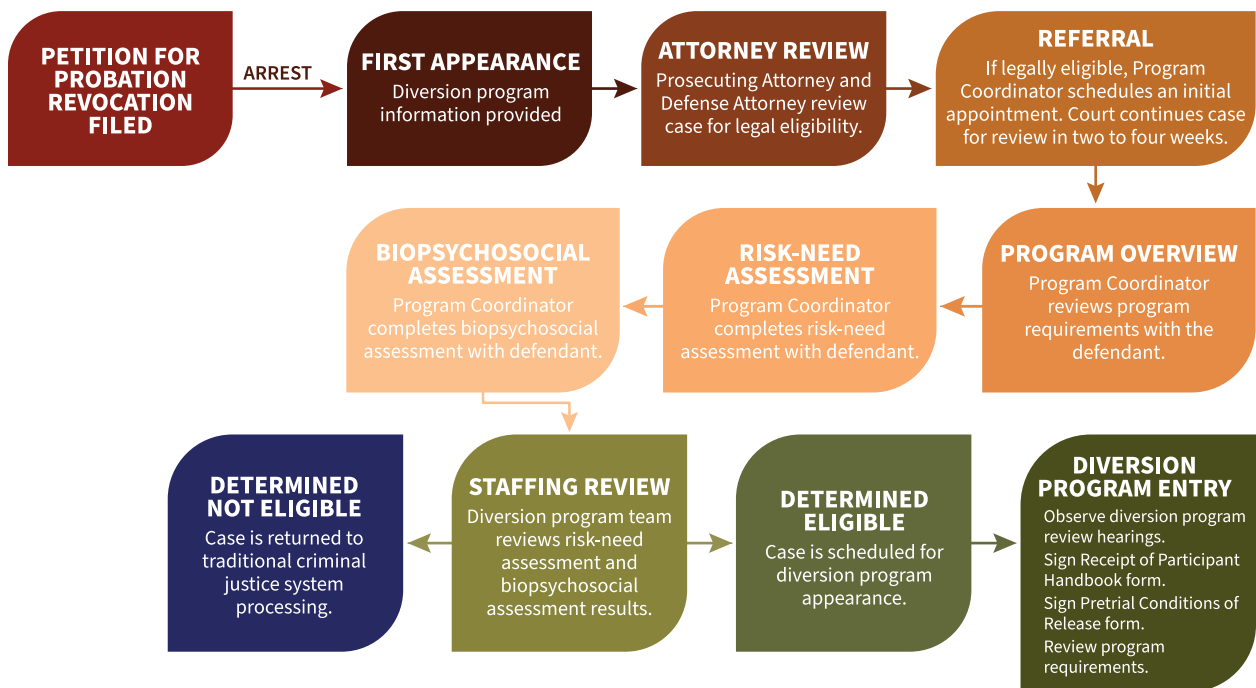 PETITION FOR
PROBATION
REVOCATION
FILED
ARREST
FIRST APPEARANCE
Diversion program
information provided
ATTORNEY REVIEW
Prosecuting Attorney and
Defense Attorney review
case for legal eligibility.
REFERRAL
If legally eligible, Program
Coordinator schedules an initial
appointment. Court continues case
for review in two to four weeks.
PROGRAM OVERVIEW
Program Coordinator
reviews program
requirements with the
defendant.
RISK-NEED
ASSESSMENT
Program Coordinator
completes risk-need
assessment with defendant.
BIOPSYCHOSOCIAL
ASSESSMENT
Program Coordinator
completes biopsychosocial
assessment with defendant.
STAFFING REVIEW
Diversion program team
reviews risk-need
assessment and
biopsychosocial
assessment results.
DETERMINED
NOT ELIGIBLE
Case is returned to
traditional criminal
justice system
processing.
DETERMINED
ELIGIBLE
Case is scheduled for
diversion program
appearance.
DIVERSION
PROGRAM ENTRY
Observe diversion program
review hearings.
Sign Receipt of Participant
Handbook form.
Sign Pretrial Conditions of
Release form.
Review program
requirements.